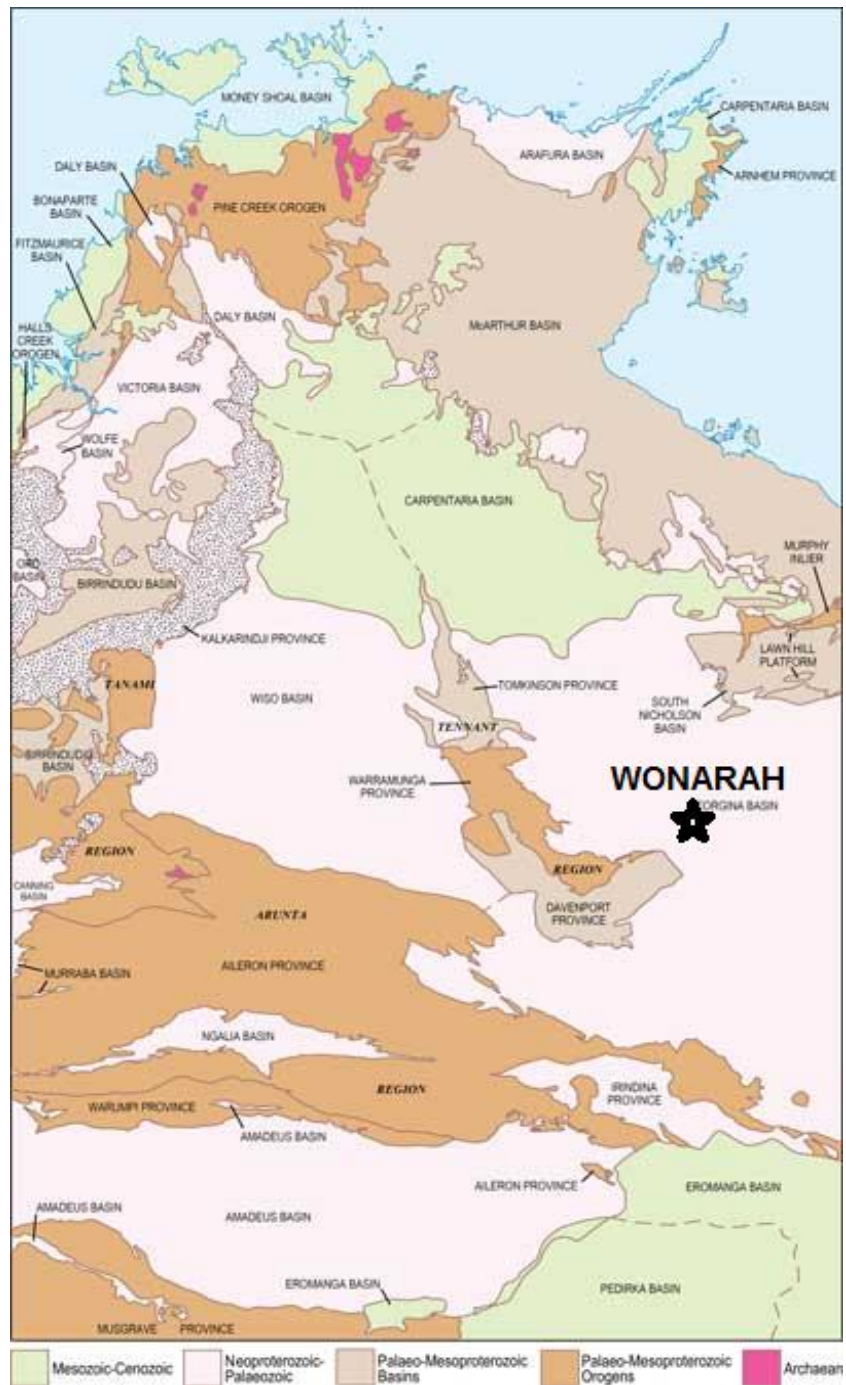 MONEY SHOAL BASIN
CARPENTARIA BASIN
DALY BASIN
ARAFURA BASIN
ARNHEM PROVINCE
BONAPARTE
BASIN
PINE CREEK OROGEN
FITZMAURICE
BASIN
HALLS
CREEK
OROGEN
DALY BASIN
McARTHUR BASIN
VICTORIA BASIN
WOLFE
BASIN
CARPENTARIA BASIN
MURPHY
INLIER
ORD
BASIN
BIRRINDUDU BASIN
KALKARINDJI PROVINCE
LAWN HILL
PLATFORM
TANAMI
WISO BASIN
TOMKINSON PROVINCE
SOUTH
NICHOLSON
BASIN
TENNANT
BIRRINDUDU
BASIN
WARRAMUNGA
PROVINCE
WONARAH
EORGINA BASIN
REGION
REGION
CANNING
BASIN
DAVENPORT
PROVINCE
ARUNTA
AILERON PROVINCE
MURRABA BASIN
NGALIA BASIN
REGION
IRINDINA
PROVINCE
WARUMPI PROVINCE
AMADEUS BASIN
AILERON PROVINCE
EROMANGA BASIN
AMADEUS BASIN
AMADEUS BASIN
EROMANGA BASIN
PEDIRKA BASIN
MUSGRAVE PROVINCE
Mesozoic-Cenozoic
Neoproterozoic-
Palaeozoic
Palaeo-Mesoproterozoic
Basins
Palaeo-Mesoproterozoic
Orogens
Archaean